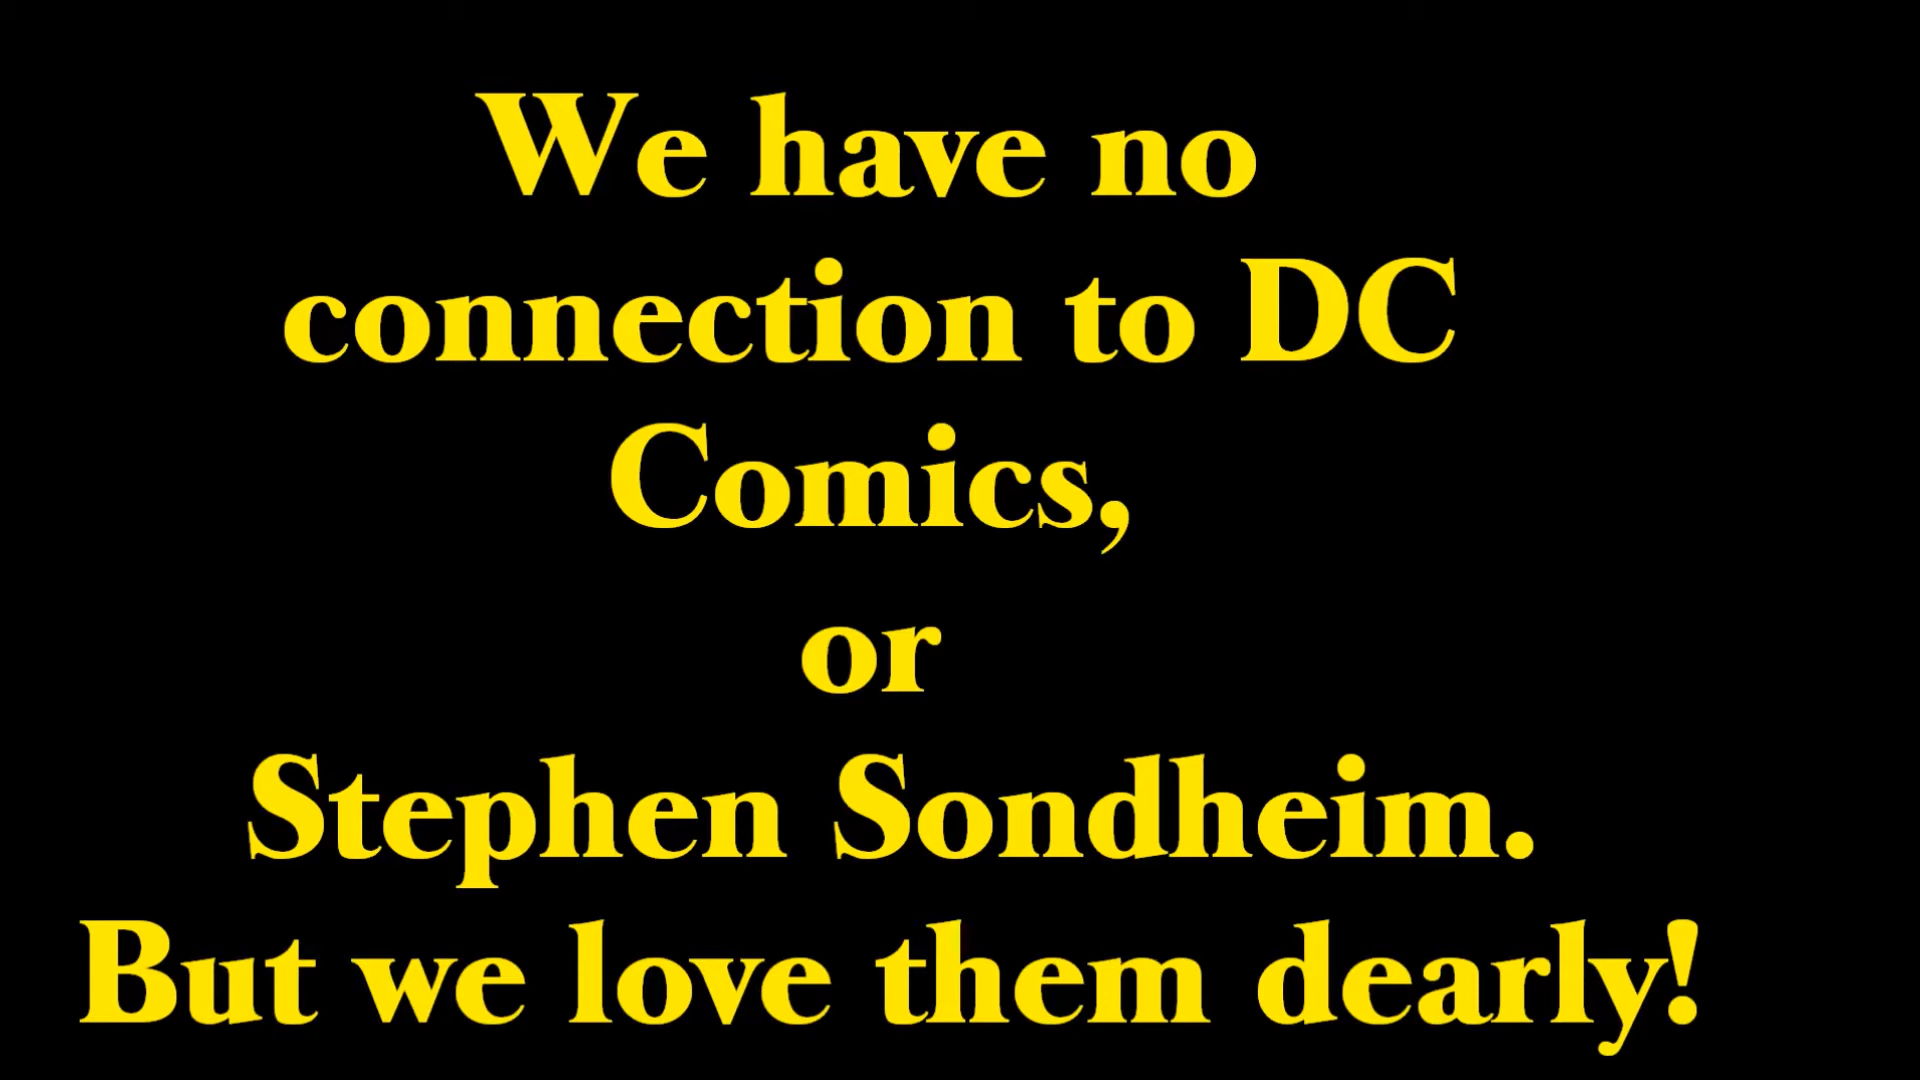 We have no
connection to DC
Comics,
or
Stephen Sondheim.
But we love them dearly!